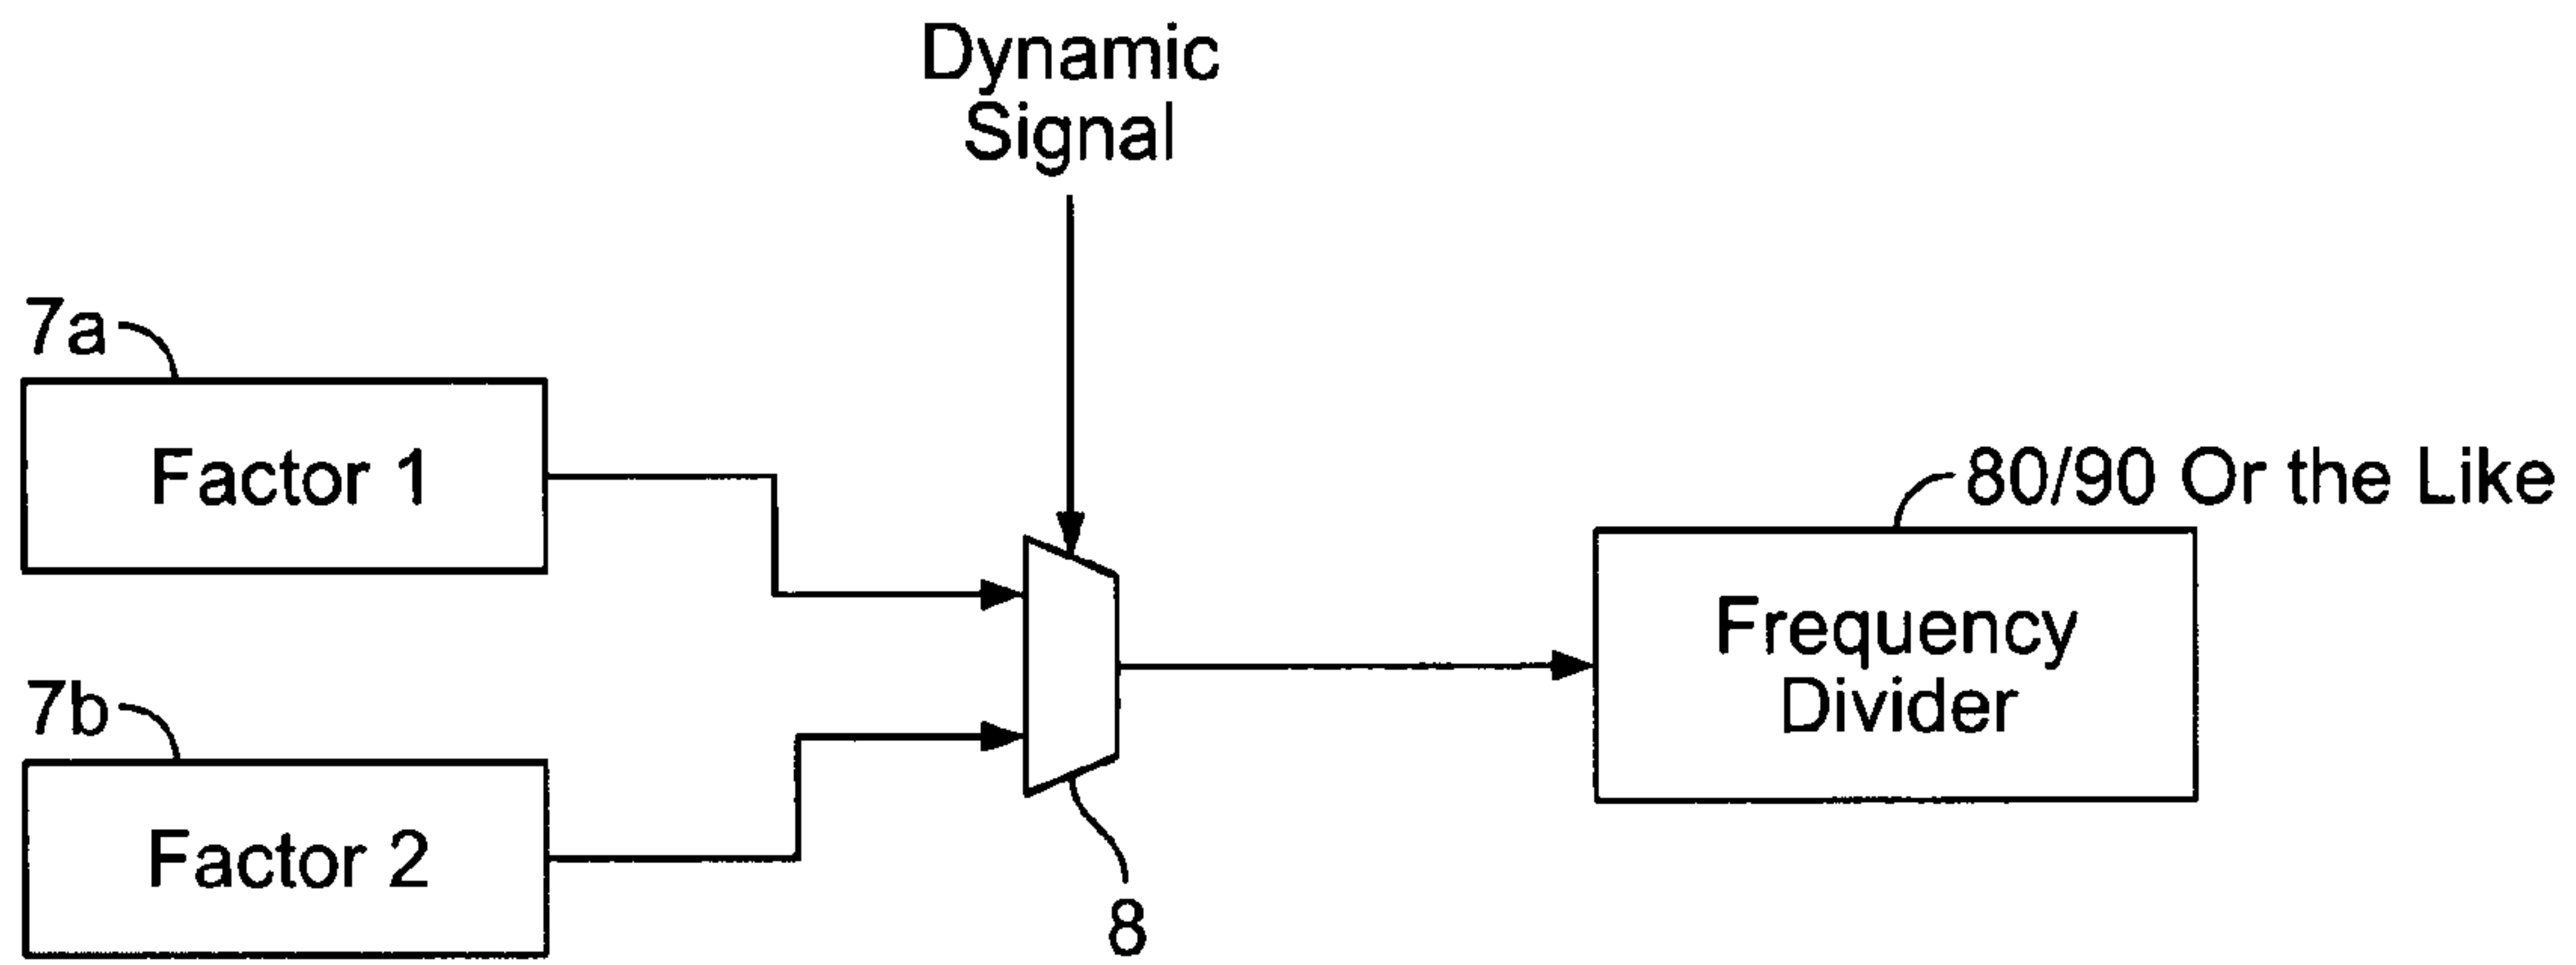 Dynamic
Signal
7a
Factor 1
80/90 Or the Like
Frequency
Divider
7b
Factor 2
8